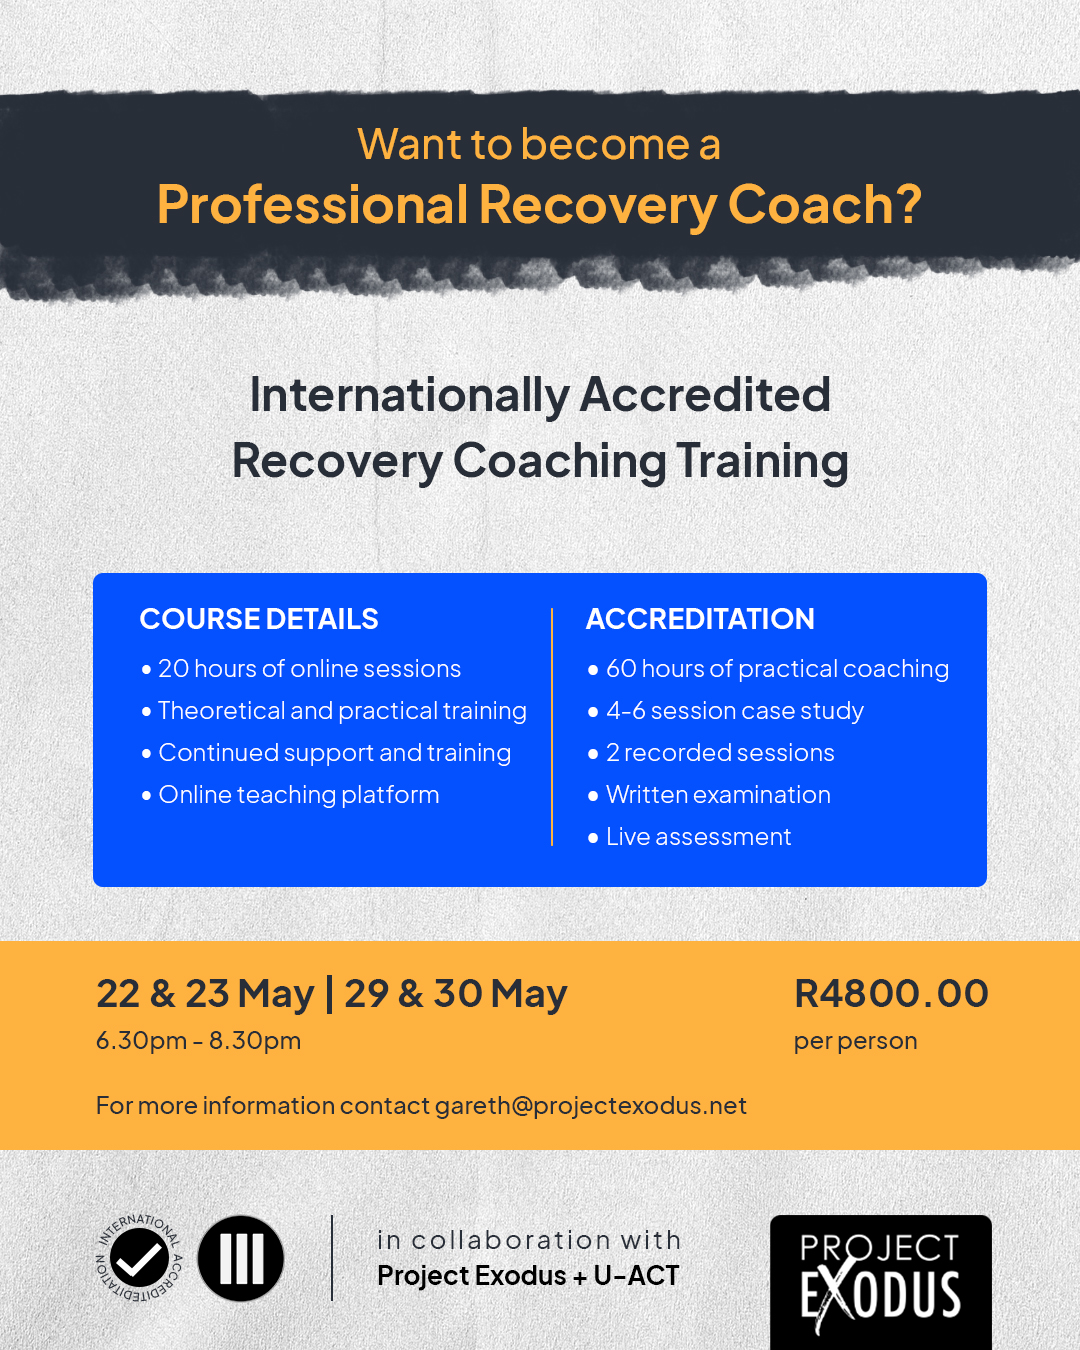 Want to become a
Professional Recovery Coach?
Internationally Accredited
Recovery Coaching Training
COURSE DETAILS
• 20 hours of online sessions
• Theoretical and practical training
• Continued support and training
• Online teaching platform
ACCREDITATION
• 60 hours of practical coaching
• 4-6 session case study
• 2 recorded sessions
• Written examination
• Live assessment
22 & 23 May | 29 & 30 May
6.30pm - 8.30pm
R4800.00
per person
For more information contact gareth@projectexodus.net
INTERNATIONAL ACCREDITEDITATION
in collaboration with
Project Exodus + U-ACT
PROJECT
EXODUS